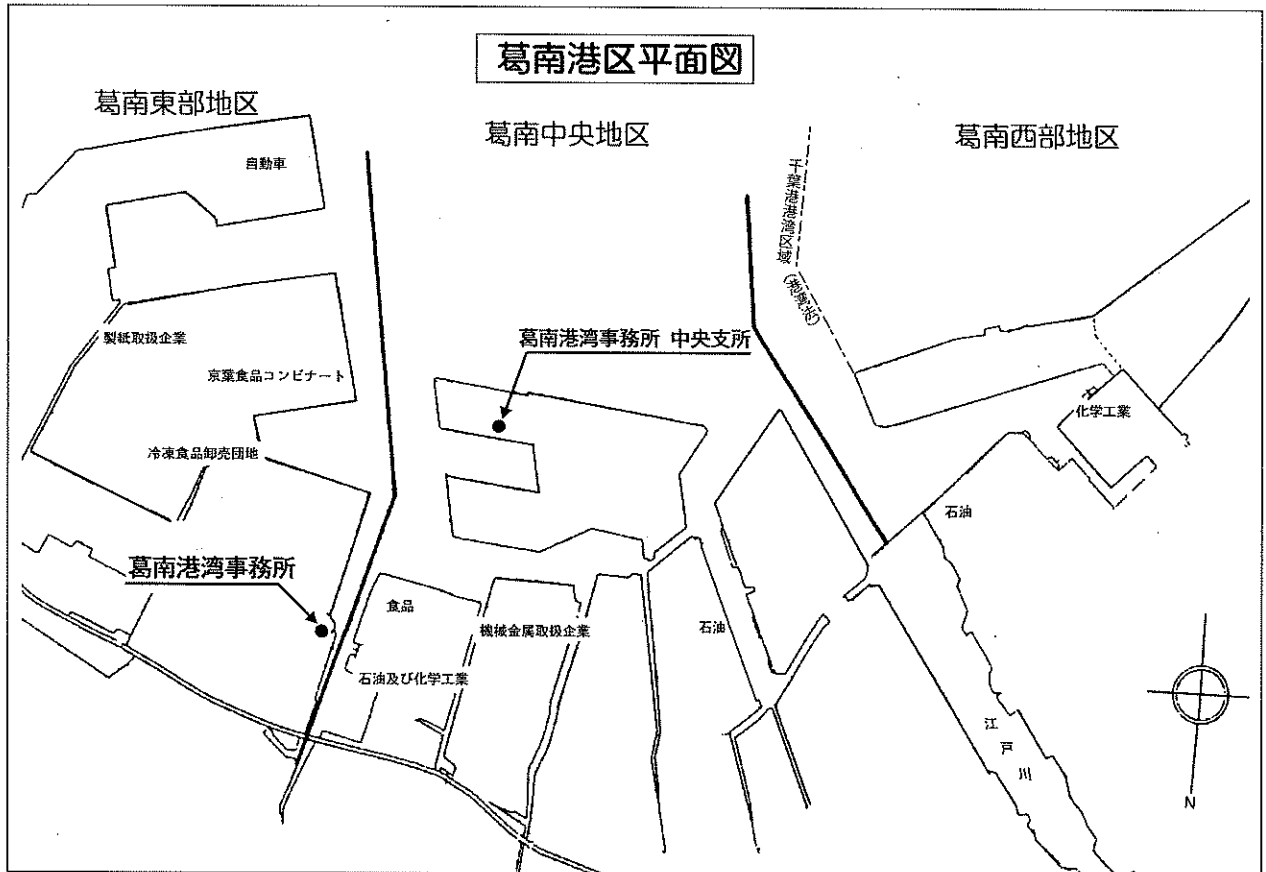 葛南港区平面図
葛南東部地区
葛南中央地区
葛南西部地区
自動車
千葉港港湾区域(港湾法)
製紙取扱企業
葛南港湾事務所 中央支所
京葉食品コンビナート
化学工業
冷凍食品卸売団地
石油
葛南港湾事務所
食品
機械金属取扱企業
石油
石油及び化学工業
江戸川
N